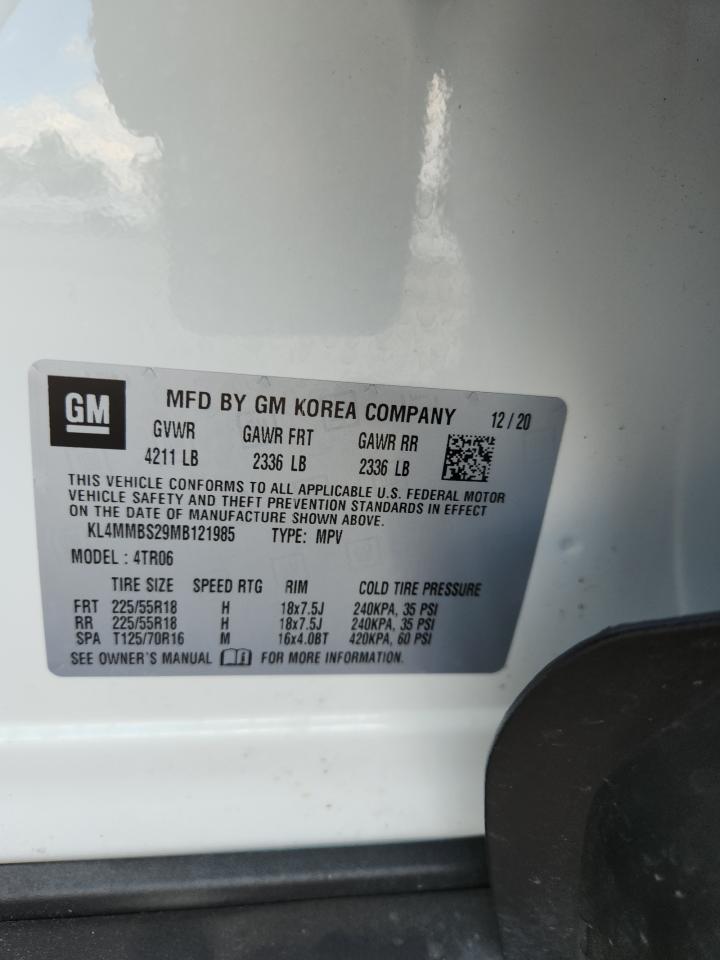 GM MFD BY GM KOREA COMPANY 12/20
GVWR GAWR FRT GAWR RR
4211 LB 2336 LB 2336 LB
THIS VEHICLE CONFORMS TO ALL APPLICABLE U.S. FEDERAL MOTOR
VEHICLE SAFETY AND THEFT PREVENTION STANDARDS IN EFFECT
ON THE DATE OF MANUFACTURE SHOWN ABOVE.
KL4MMBS29MB121985 TYPE: MPV
MODEL : 4TR06
TIRE SIZE SPEED RTG RIM COLD TIRE PRESSURE
FRT 225/55R18 H 18x7.5J 240KPA, 35 PSI
RR 225/55R18 H 18x7.5J 240KPA, 35 PSI
SPA T125/70R16 M 16x4.0BT 420KPA, 60 PSI
SEE OWNER'S MANUAL FOR MORE INFORMATION.